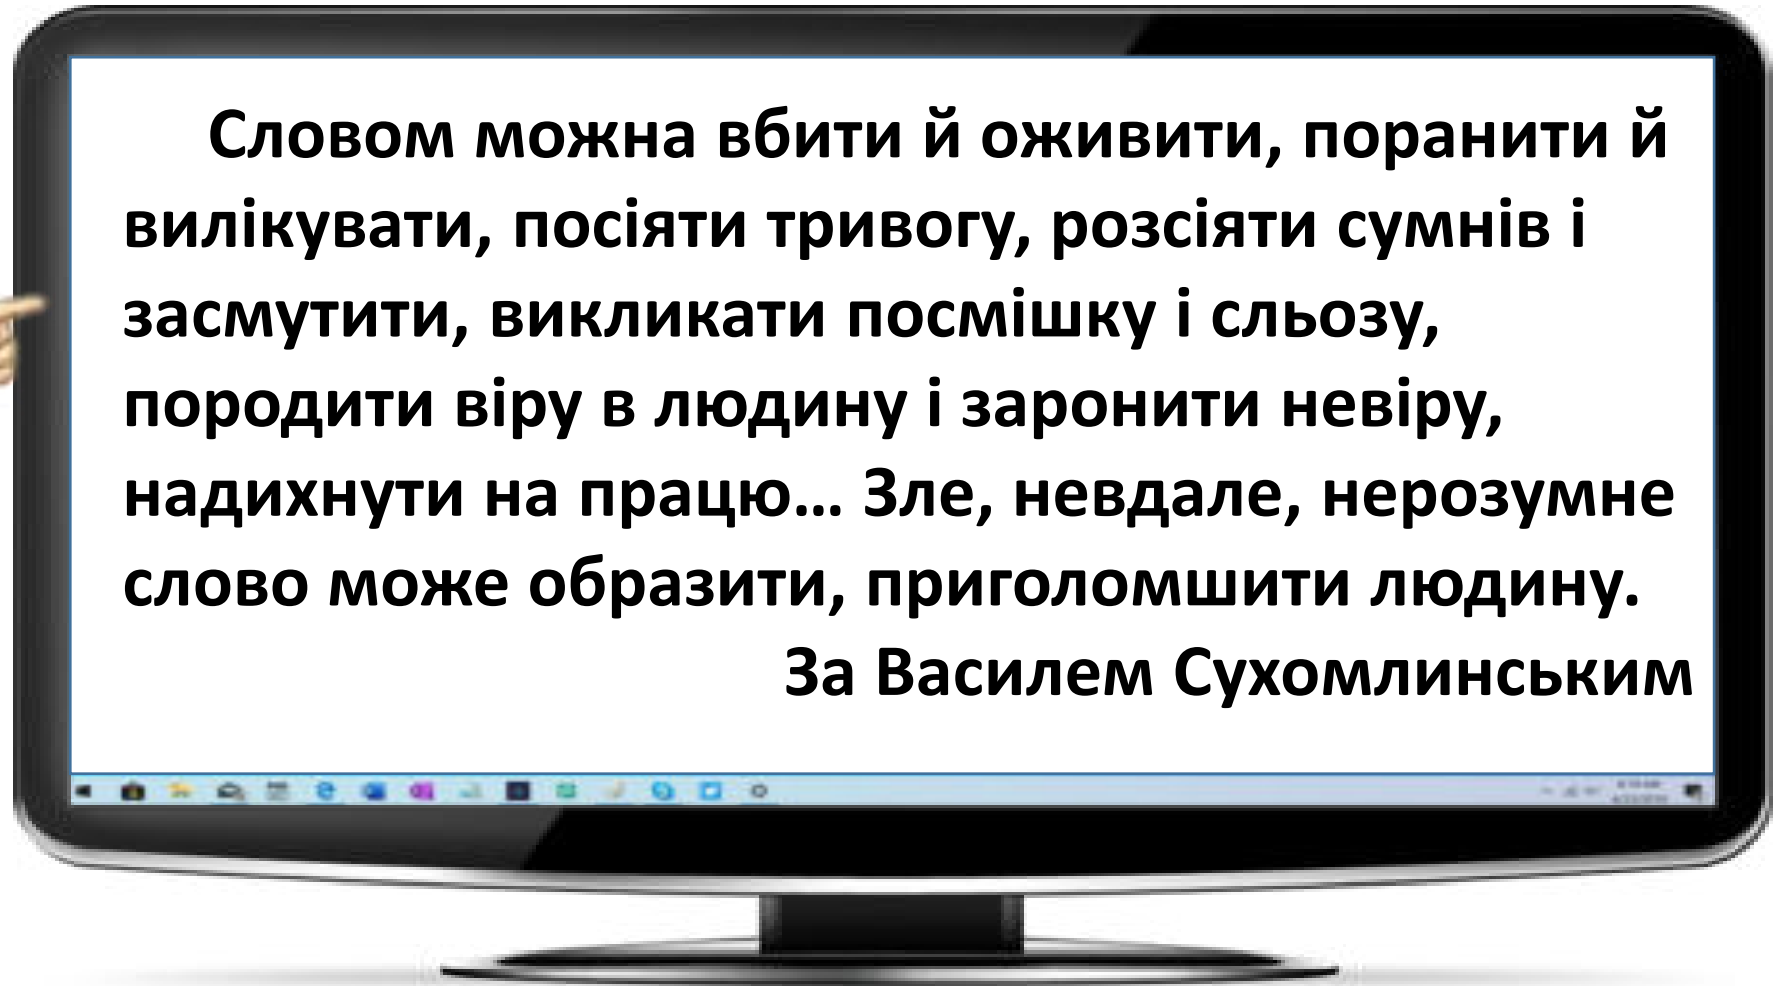 Словом можна вбити й оживити, поранити й
вилікувати, посіяти тривогу, розсіяти сумнів і
засмутити, викликати посмішку і сльозу,
породити віру в людину і заронити невіру,
надихнути на працю… Зле, невдале, нерозумне
слово може образити, приголомшити людину.
За Василем Сухомлинським